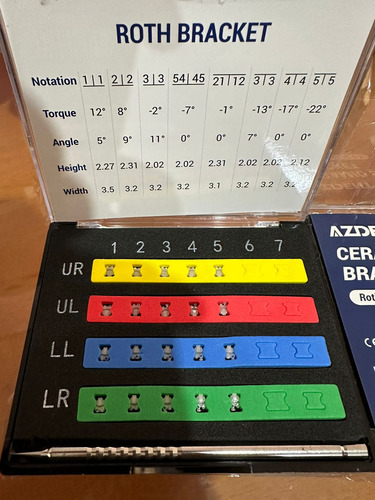 ROTH BRACKET
Notation 1|1 2|2 3|3 54|45 21|12 3|3 4|4 5|5
Torque 12° 8° -2° -7° -1° -13° -17° -22°
Angle 5° 9° 11° 0° 0° 7° 0° 0°
Height 2.27 2.31 2.02 2.02 2.31 2.02 2.02 2.12
Width 3.5 3.2 3.2 3.2 3.1 3.2 3.2 3.2
1 2 3 4 5 6 7
UR
UL
LL
LR
AZDE
CERA
BRA
Rot
CE